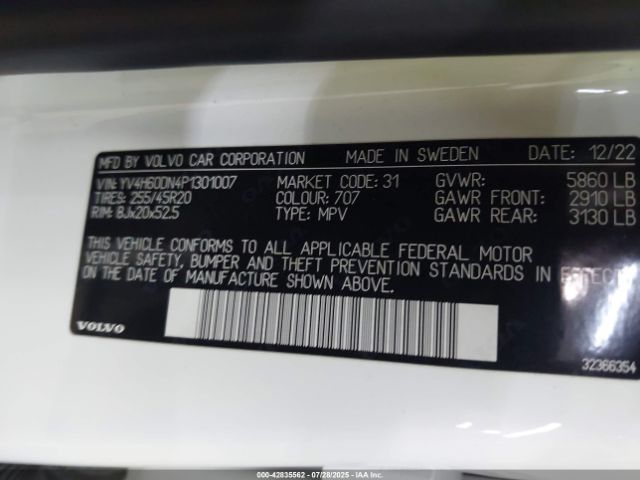 MFD BY VOLVO CAR CORPORATION MADE IN SWEDEN DATE: 12/22
VIN: YV4H60DN4P1301007 MARKET CODE: 31 GVWR: 5860 LB
TIRES: 255/45R20 COLOUR: 707 GAWR FRONT: 2910 LB
RIM: 8Jx20x52.5 TYPE: MPV GAWR REAR: 3130 LB
THIS VEHICLE CONFORMS TO ALL APPLICABLE FEDERAL MOTOR
VEHICLE SAFETY, BUMPER AND THEFT PREVENTION STANDARDS IN EFFECT
ON THE DATE OF MANUFACTURE SHOWN ABOVE.
VOLVO
32366354
000-42835562 | 07/28/2025 | IAAI.COM